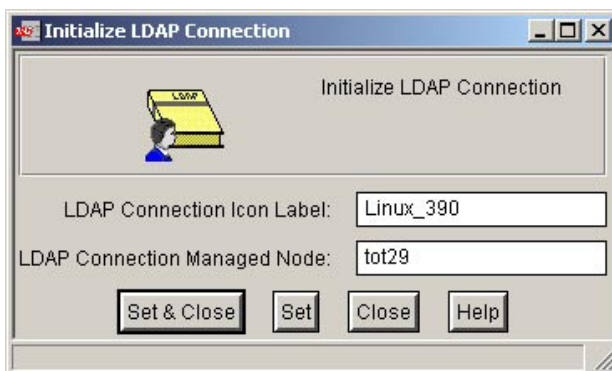 Initialize LDAP Connection
LDAP
Initialize LDAP Connection
LDAP Connection Icon Label: Linux_390
LDAP Connection Managed Node: tot29
Set & Close Set Close Help